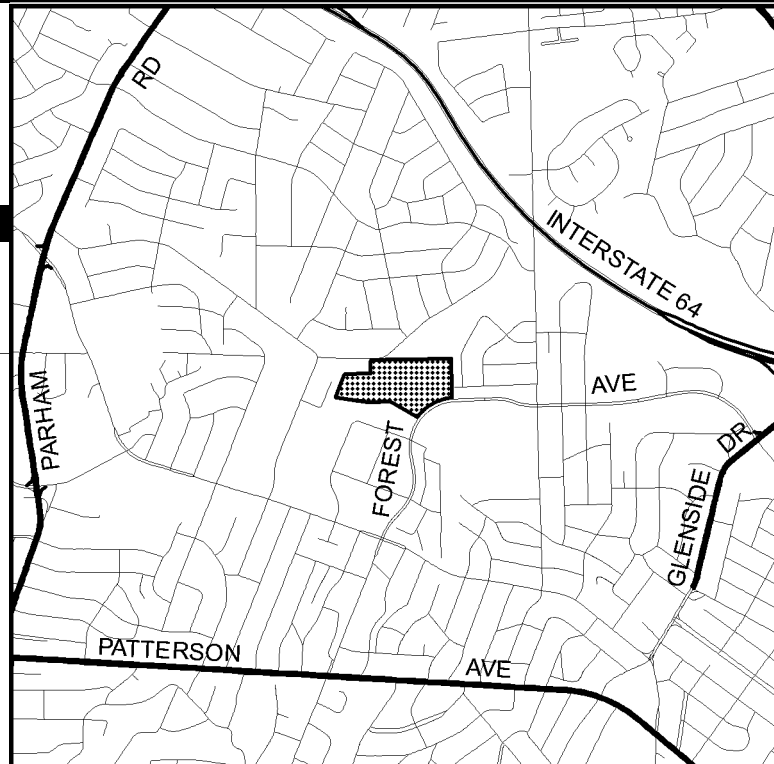 RD
INTERSTATE 64
AVE
PARHAM
FOREST
DR
GLENSIDE
PATTERSON
AVE